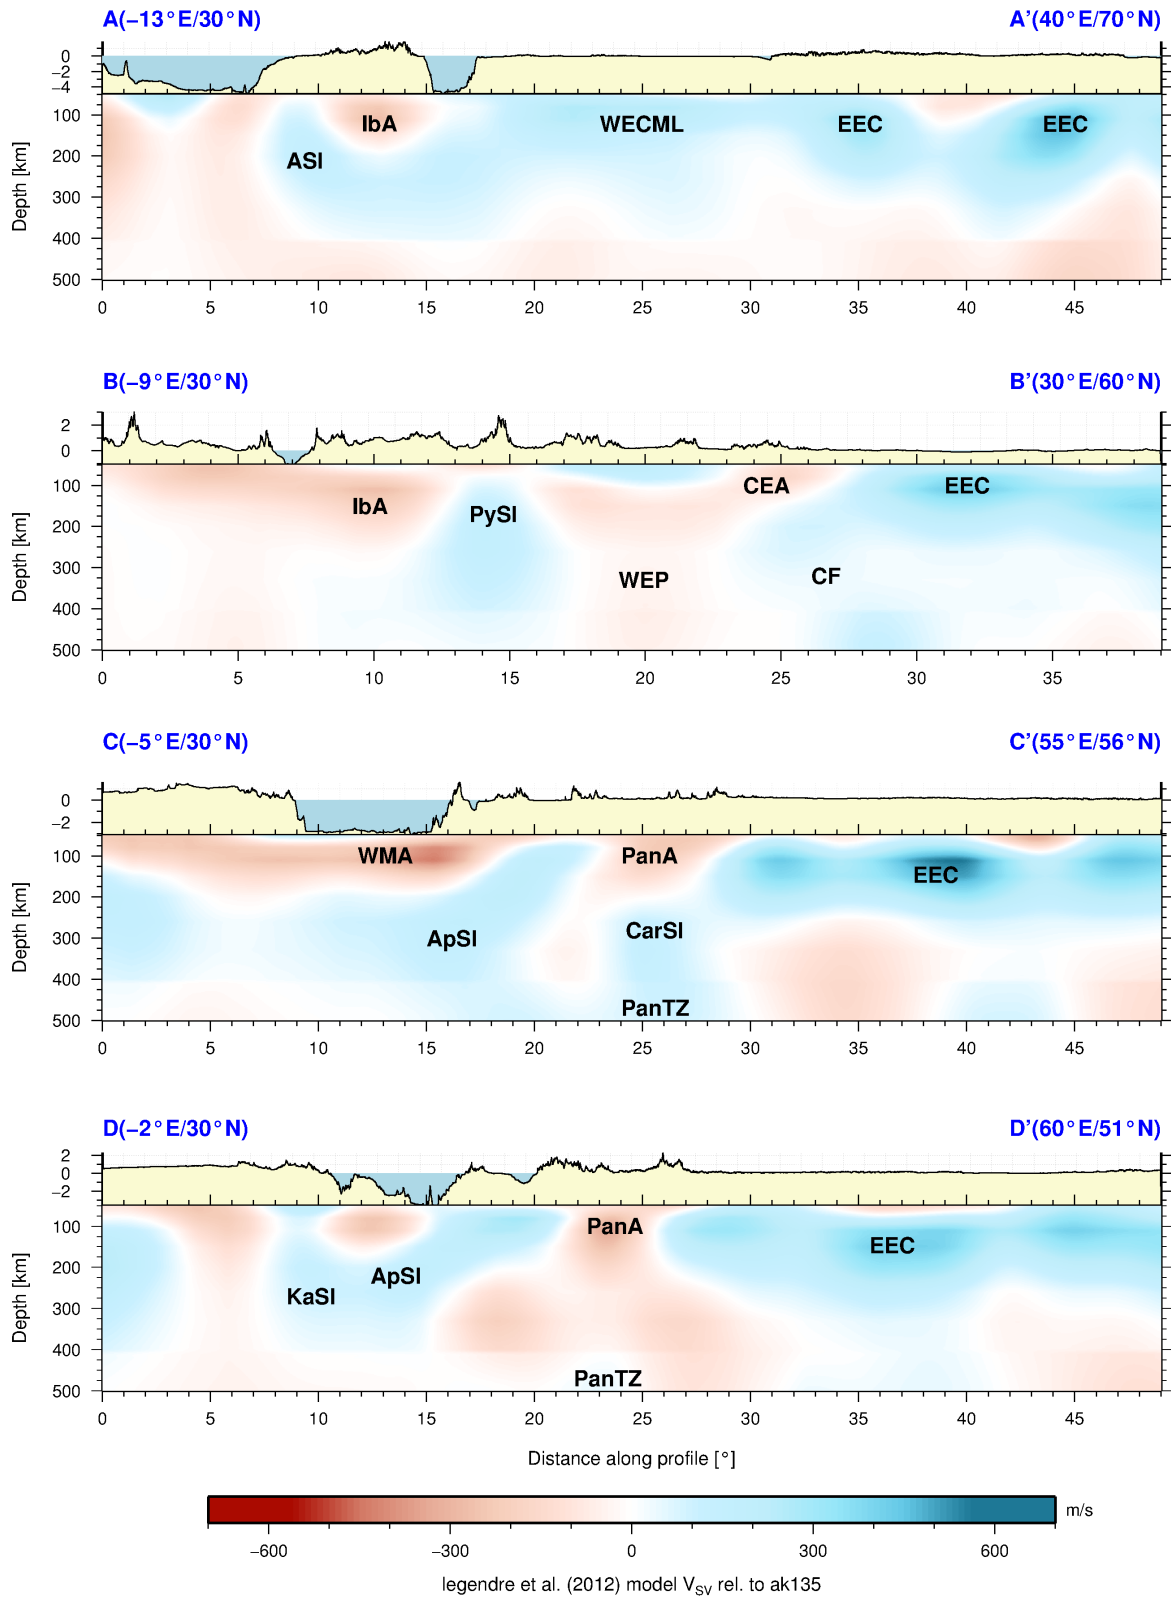 A(−13°E/30°N) A'(40°E/70°N)
0
−2
−4
100
200
300
400
500
Depth [km]
IbA WECML EEC EEC
ASI
0 5 10 15 20 25 30 35 40 45
B(−9°E/30°N) B'(30°E/60°N)
2
0
100
200
300
400
500
Depth [km]
CEA EEC
IbA PySI
WEP CF
0 5 10 15 20 25 30 35
C(−5°E/30°N) C'(55°E/56°N)
0
−2
100
200
300
400
500
Depth [km]
WMA PanA
EEC
ApSI CarSI
PanTZ
0 5 10 15 20 25 30 35 40 45
D(−2°E/30°N) D'(60°E/51°N)
2
0
−2
100
200
300
400
500
Depth [km]
PanA
EEC
ApSI
KaSI
PanTZ
0 5 10 15 20 25 30 35 40 45
Distance along profile [°]
m/s
−600 −300 0 300 600
legendre et al. (2012) model VSV rel. to ak135